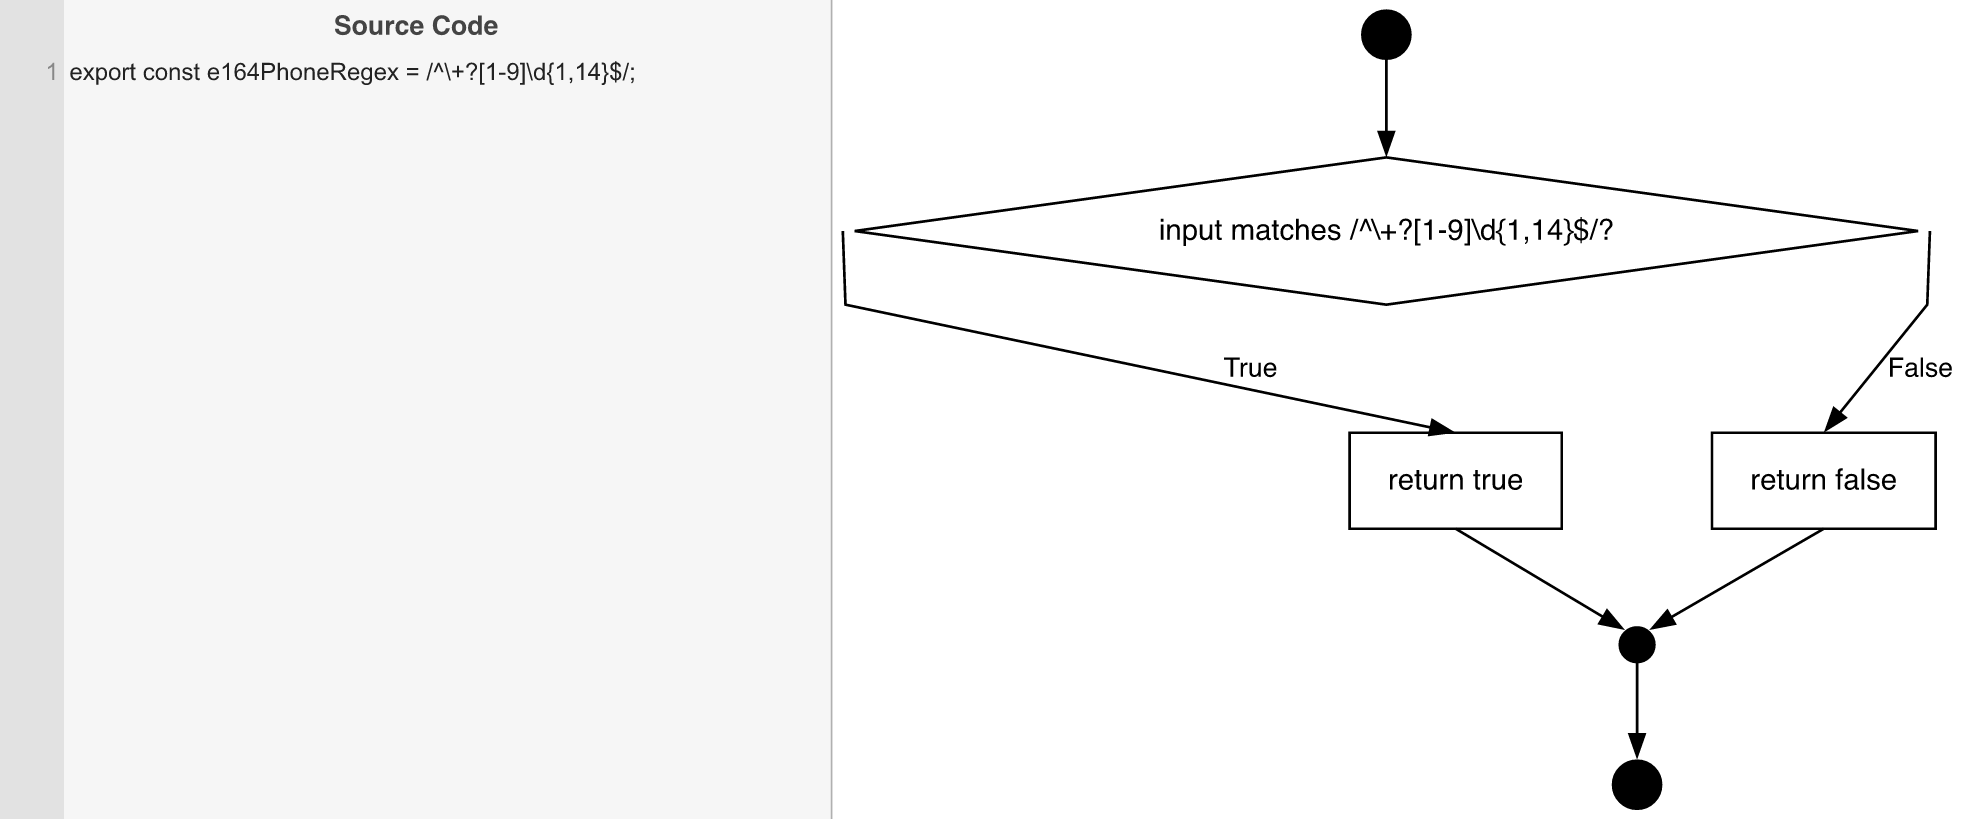 Source Code
1 export const e164PhoneRegex = /^\+?[1-9]\d{1,14}$/;
input matches /^\+?[1-9]\d{1,14}$/?
True
False
return true
return false